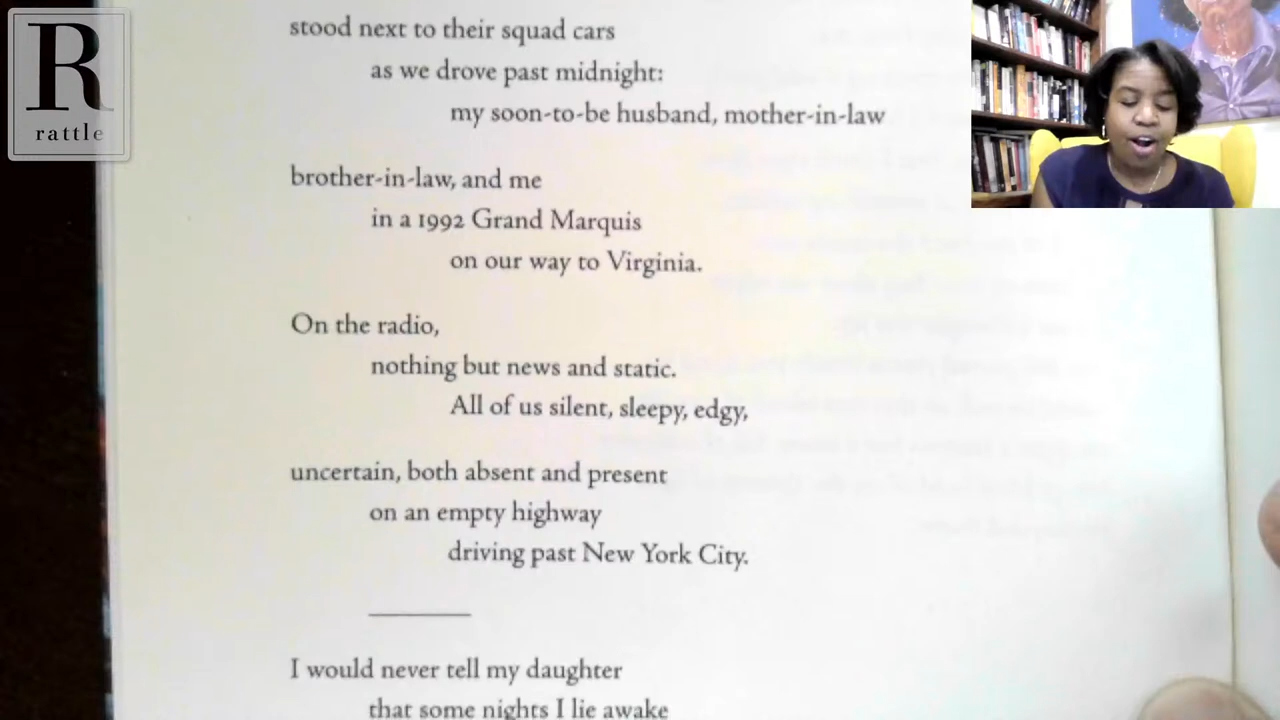 R
rattle
stood next to their squad cars
as we drove past midnight:
my soon-to-be husband, mother-in-law
brother-in-law, and me
in a 1992 Grand Marquis
on our way to Virginia.
On the radio,
nothing but news and static.
All of us silent, sleepy, edgy,
uncertain, both absent and present
on an empty highway
driving past New York City.
I would never tell my daughter
that some nights I lie awake